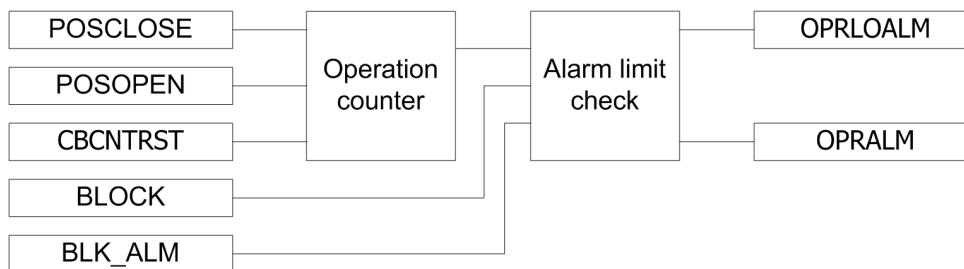 POSCLOSE
POSOPEN
CBCNTRST
BLOCK
BLK_ALM
Operation
counter
Alarm limit
check
OPRLOALM
OPRALM